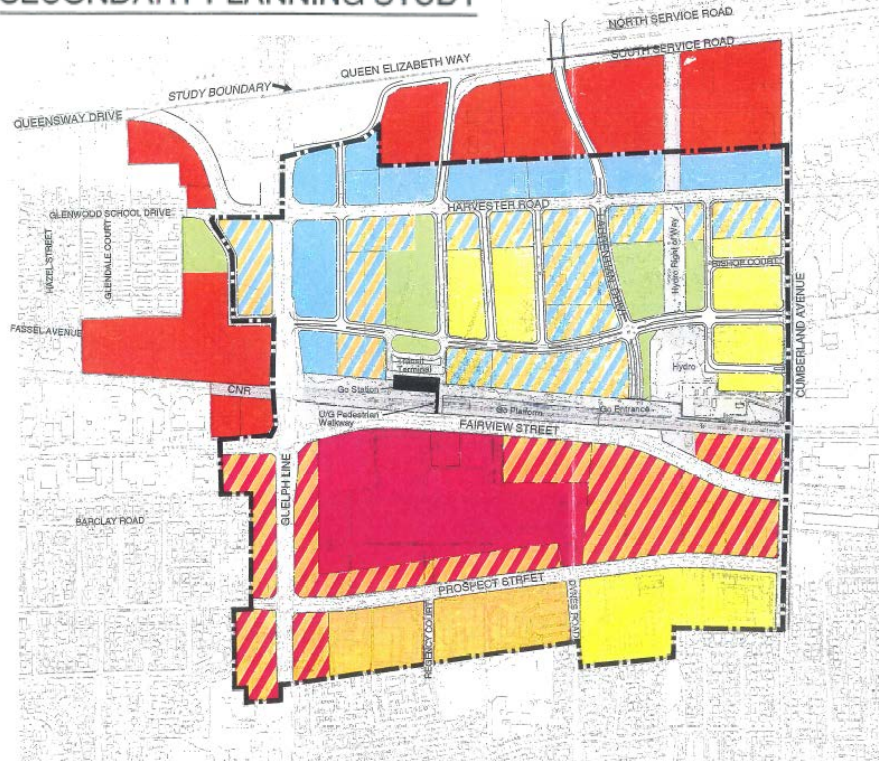 SECONDARY PLANNING STUDY
NORTH SERVICE ROAD
SOUTH SERVICE ROAD
QUEEN ELIZABETH WAY
STUDY BOUNDARY
QUEENSWAY DRIVE
GLENWOOD SCHOOL DRIVE
HARVESTER ROAD
HAZEL STREET
GLENDALE COURT
Hydro Right of Way
BISHOP COURT
CUMBERLAND AVENUE
FASSEL AVENUE
Transit
Terminal
Hydro
CNR
Go Station
Go Platform
Go Entrance
U/G Pedestrian
Walkway
FAIRVIEW STREET
GUELPH LINE
BARCLAY ROAD
PROSPECT STREET
REGENCY COURT
DYNES ROAD